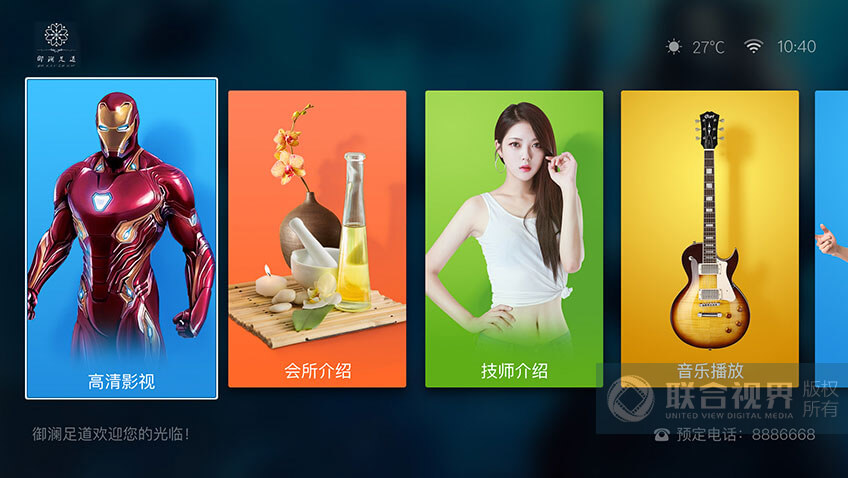 御澜足道
27℃
10:40
高清影视
会所介绍
技师介绍
音乐播放
联合视界
UNITED VIEW DIGITAL MEDIA
版权
所有
御澜足道欢迎您的光临!
预定电话：8886668